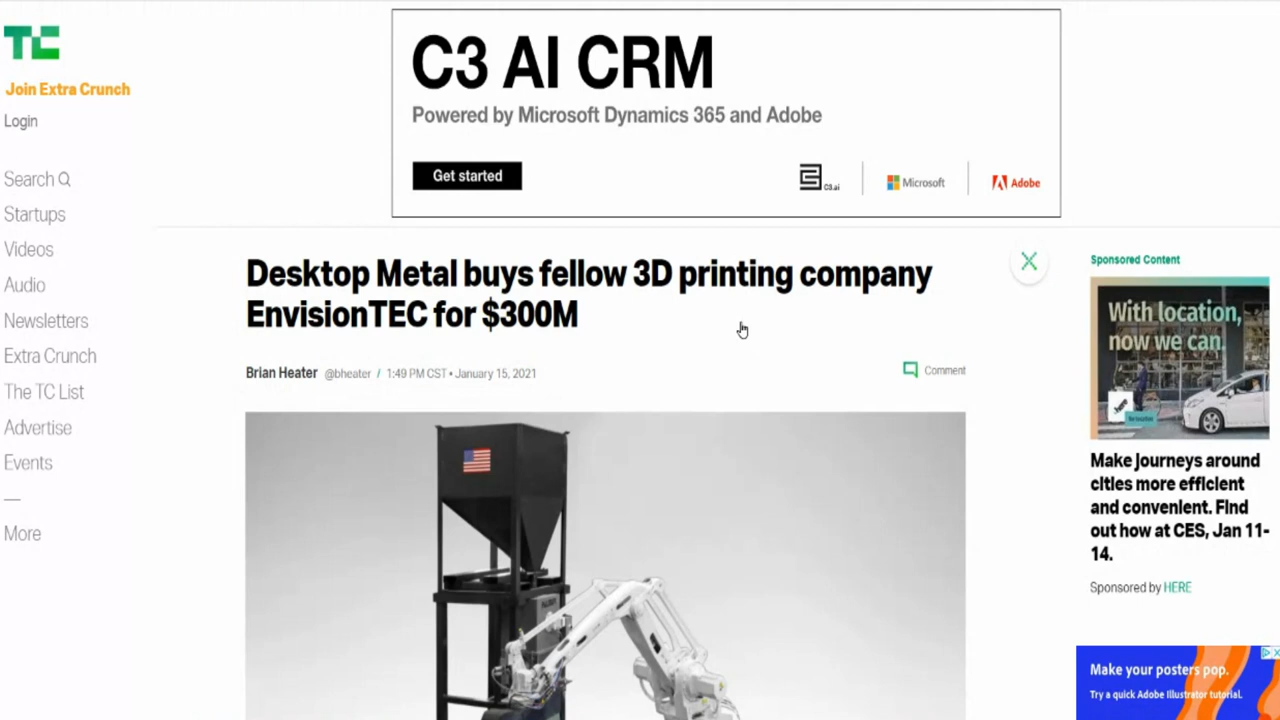 TC
Join Extra Crunch
Login
Search
Startups
Videos
Audio
Newsletters
Extra Crunch
The TC List
Advertise
Events
More
C3 AI CRM
Powered by Microsoft Dynamics 365 and Adobe
Get started
C3.ai
Microsoft
Adobe
Desktop Metal buys fellow 3D printing company
EnvisionTEC for $300M
Brian Heater @bheater / 1:49 PM CST • January 15, 2021
Comment
Sponsored Content
With location,
now we can.
here
Make journeys around
cities more efficient
and convenient. Find
out how at CES, Jan 11-
14.
Sponsored by HERE
Make your posters pop.
Try a quick Adobe Illustrator tutorial.